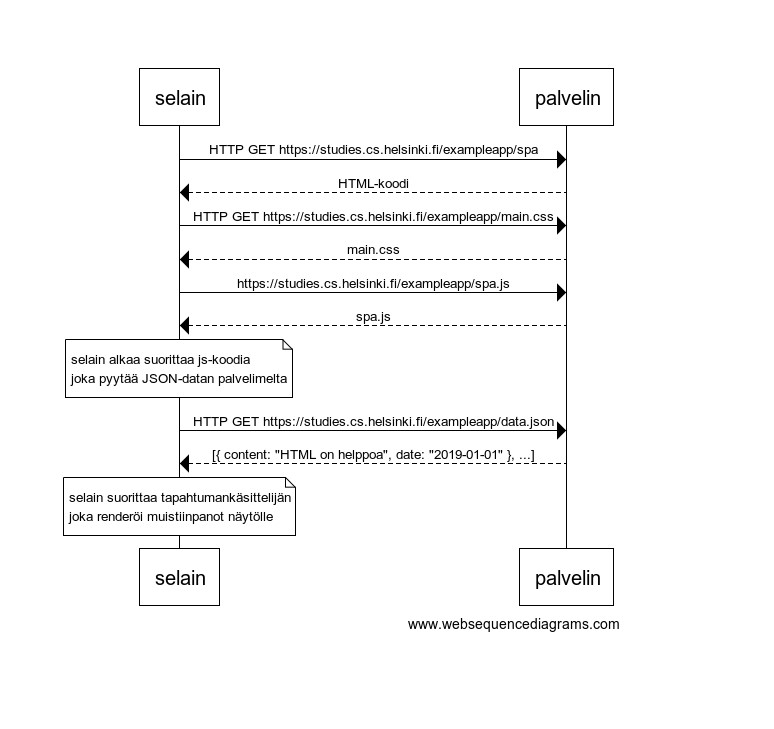 selain
palvelin
HTTP GET https://studies.cs.helsinki.fi/exampleapp/spa
HTML-koodi
HTTP GET https://studies.cs.helsinki.fi/exampleapp/main.css
main.css
https://studies.cs.helsinki.fi/exampleapp/spa.js
spa.js
selain alkaa suorittaa js-koodia
joka pyytää JSON-datan palvelimelta
HTTP GET https://studies.cs.helsinki.fi/exampleapp/data.json
[{ content: "HTML on helppoa", date: "2019-01-01" }, ...]
selain suorittaa tapahtumankäsittelijän
joka renderöi muistiinpanot näytölle
selain
palvelin
www.websequencediagrams.com